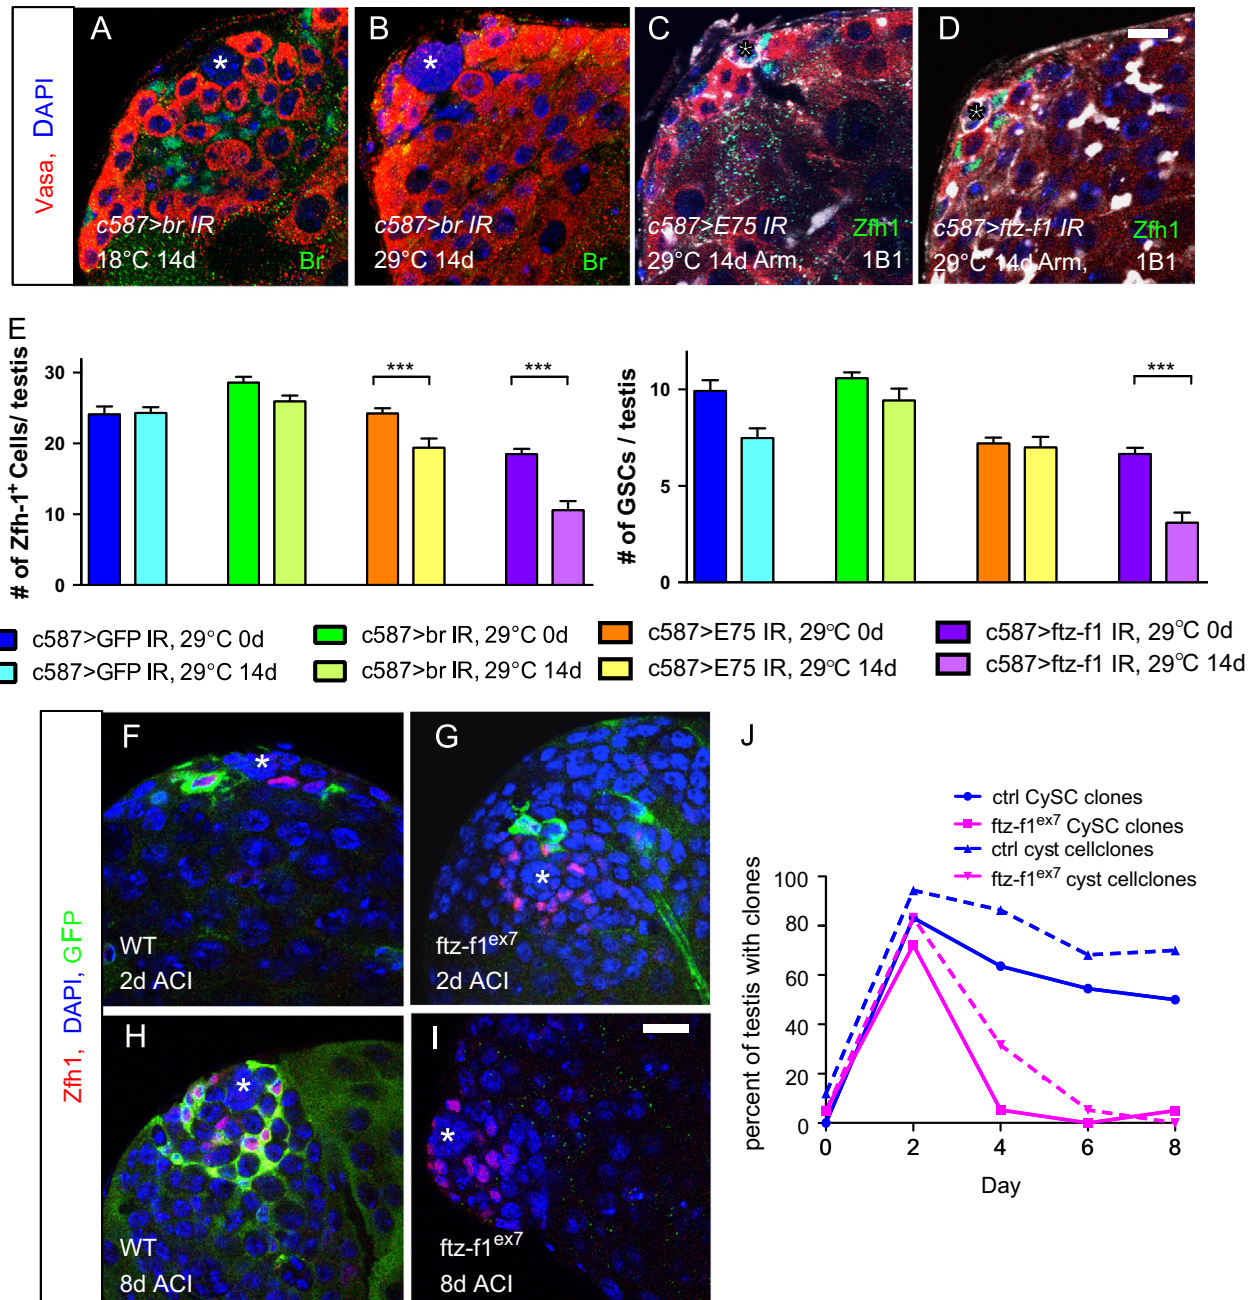 Vasa, DAPI
A
*
c587>br IR
18°C 14d
Br
B
*
c587>br IR
29°C 14d
Br
C
*
c587>E75 IR
Zfh1
29°C 14d Arm,
1B1
D
*
c587>ftz-f1 IR
Zfh1
29°C 14d Arm,
1B1
E
# of Zfh-1+ Cells/ testis
30
20
10
0
***
***
# of GSCs / testis
10
5
0
***
c587>GFP IR, 29°C 0d
c587>br IR, 29°C 0d
c587>E75 IR, 29°C 0d
c587>ftz-f1 IR, 29°C 0d
c587>GFP IR, 29°C 14d
c587>br IR, 29°C 14d
c587>E75 IR, 29°C 14d
c587>ftz-f1 IR, 29°C 14d
Zfh1, DAPI, GFP
F
*
WT
2d ACI
G
*
ftz-f1ex7
2d ACI
H
*
WT
8d ACI
I
*
ftz-f1ex7
8d ACI
J
ctrl CySC clones
ftz-f1ex7 CySC clones
ctrl cyst cellclones
ftz-f1ex7 cyst cellclones
percent of testis with clones
100
80
60
40
20
0
0 2 4 6 8
Day